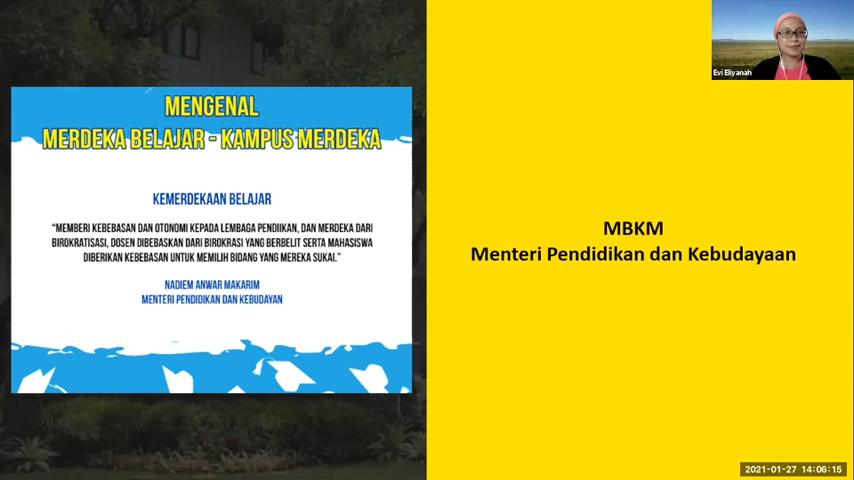 MENGENAL
MERDEKA BELAJAR - KAMPUS MERDEKA
KEMERDEKAAN BELAJAR
"MEMBERI KEBEBASAN DAN OTONOMI KEPADA LEMBAGA PENDIIKAN, DAN MERDEKA DARI
BIROKRATISASI, DOSEN DIBEBASKAN DARI BIROKRASI YANG BERBELIT SERTA MAHASISWA
DIBERIKAN KEBEBASAN UNTUK MEMILIH BIDANG YANG MEREKA SUKAI."
NADIEM ANWAR MAKARIM
MENTERI PENDIDIKAN DAN KEBUDAYAN
MBKM
Menteri Pendidikan dan Kebudayaan
Evi Eliyanah
2021-01-27 14:06:15